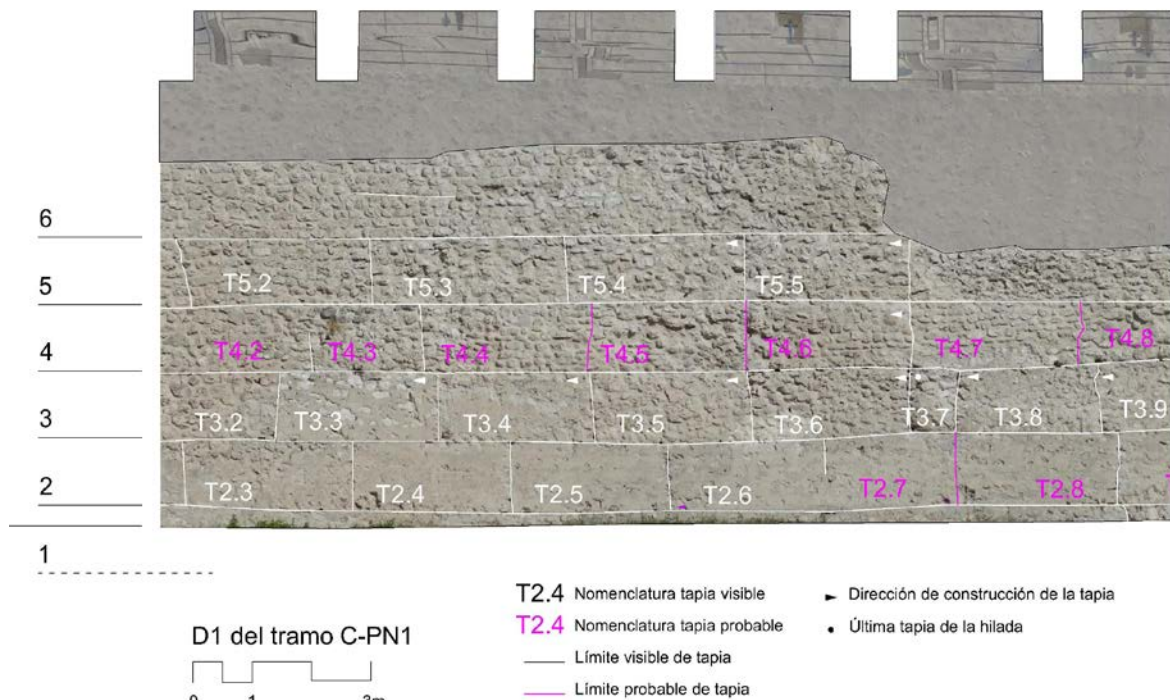 6
5
T5.2 T5.3 T5.4 T5.5
4
T4.2 T4.3 T4.4 T4.5 T4.6 T4.7 T4.8
3
T3.2 T3.3 T3.4 T3.5 T3.6 T3.7 T3.8 T3.9
2
T2.3 T2.4 T2.5 T2.6 T2.7 T2.8
1
T2.4 Nomenclatura tapia visible
T2.4 Nomenclatura tapia probable
Límite visible de tapia
Límite probable de tapia
Dirección de construcción de la tapia
Última tapia de la hilada
D1 del tramo C-PN1
0 1 3m